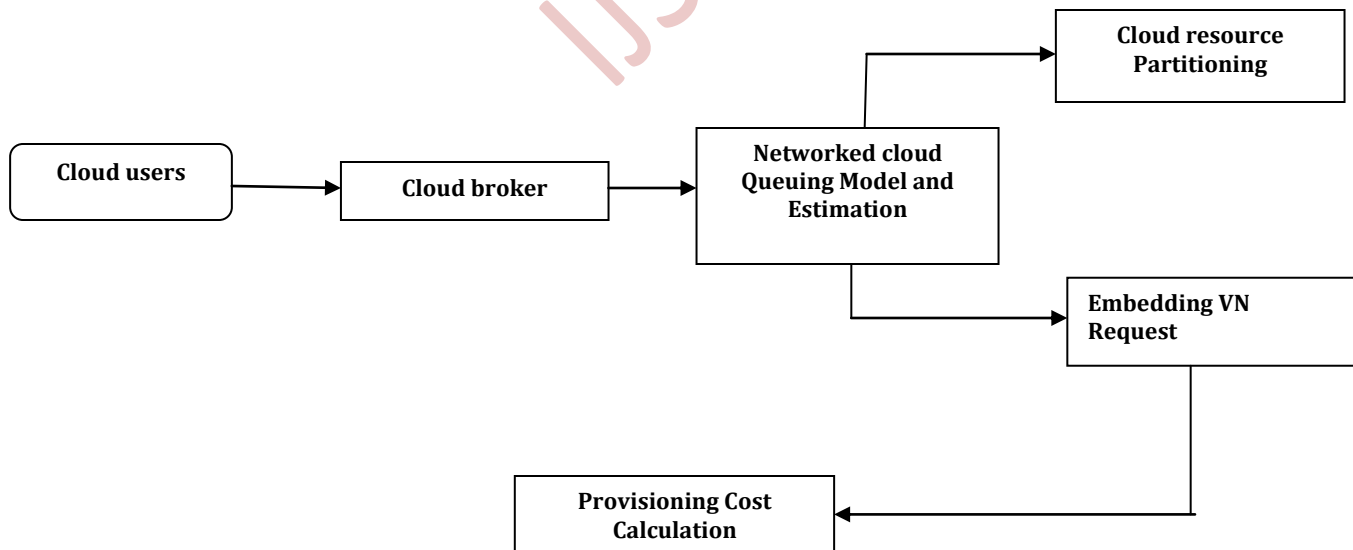 Cloud resource
Partitioning
Cloud users
Cloud broker
Networked cloud
Queuing Model and
Estimation
Embedding VN
Request
Provisioning Cost
Calculation